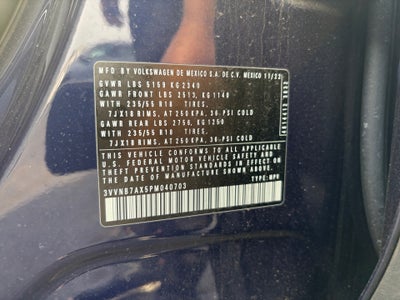 MFD. BY VOLKSWAGEN DE MEXICO S.A. DE C.V. MÉXICO 11/22
GVWR LBS 5159 KG 2340
GAWR FRONT LBS 2513, KG 1140
WITH 235/55 R18 TIRES,
7JX18 RIMS, AT 250 KPA, 36-PSI COLD
GAWR REAR LBS 2756, KG 1250
WITH 235/55 R18 TIRES,
7JX18 RIMS, AT 250 KPA, 36-PSI COLD
THIS VEHICLE CONFORMS TO ALL APPLICABLE
U.S. FEDERAL MOTOR VEHICLE SAFETY AND THEFT
PREVENTION STANDARDS IN EFFECT ON THE DATE
OF MANUFACTURE SHOWN ABOVE.
3VVNB7AX5PM040703 TYPE: MPV